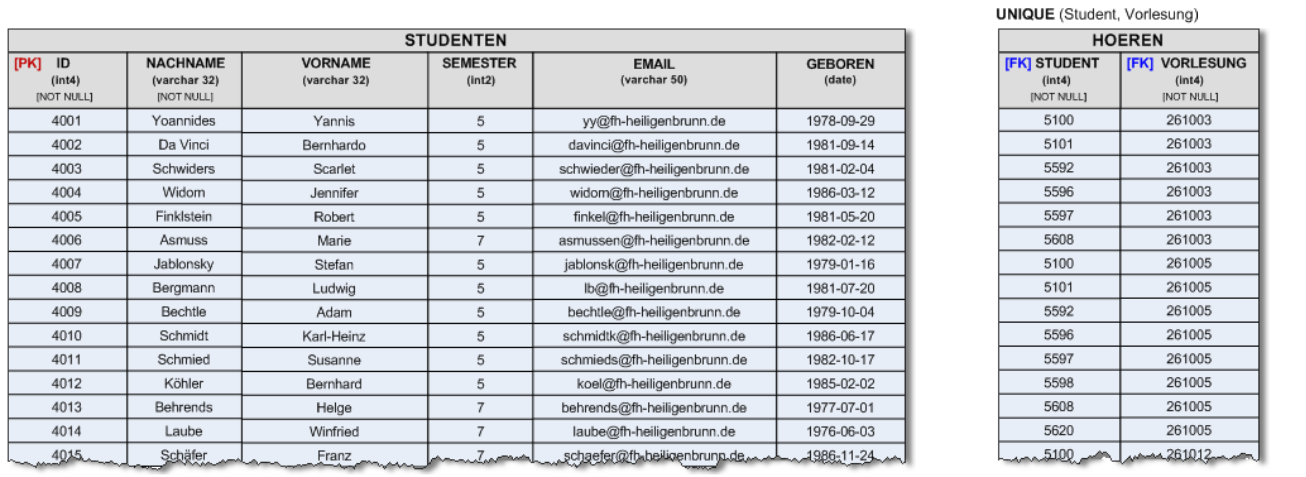 UNIQUE (Student, Vorlesung)
STUDENTEN
[PK] ID NACHNAME VORNAME SEMESTER EMAIL GEBOREN
(int4) (varchar 32) (varchar 32) (int2) (varchar 50) (date)
[NOT NULL] [NOT NULL]
4001 Yoannides Yannis 5 yy@fh-heiligenbrunn.de 1978-09-29
4002 Da Vinci Bernhardo 5 davinci@fh-heiligenbrunn.de 1981-09-14
4003 Schwiders Scarlet 5 schwieder@fh-heiligenbrunn.de 1981-02-04
4004 Widom Jennifer 5 widom@fh-heiligenbrunn.de 1986-03-12
4005 Finklstein Robert 5 finkel@fh-heiligenbrunn.de 1981-05-20
4006 Asmuss Marie 7 asmussen@fh-heiligenbrunn.de 1982-02-12
4007 Jablonsky Stefan 5 jablonsk@fh-heiligenbrunn.de 1979-01-16
4008 Bergmann Ludwig 5 lb@fh-heiligenbrunn.de 1981-07-20
4009 Bechtle Adam 5 bechtle@fh-heiligenbrunn.de 1979-10-04
4010 Schmidt Karl-Heinz 5 schmidtk@fh-heiligenbrunn.de 1986-06-17
4011 Schmied Susanne 5 schmieds@fh-heiligenbrunn.de 1982-10-17
4012 Köhler Bernhard 5 koel@fh-heiligenbrunn.de 1985-02-02
4013 Behrends Helge 7 behrends@fh-heiligenbrunn.de 1977-07-01
4014 Laube Winfried 7 laube@fh-heiligenbrunn.de 1976-06-03
4015 Schäfer Franz 7 schaefer@fh-heiligenbrunn.de 1986-11-24
HOEREN
[FK] STUDENT [FK] VORLESUNG
(int4) (int4)
[NOT NULL] [NOT NULL]
5100 261003
5101 261003
5592 261003
5596 261003
5597 261003
5608 261003
5100 261005
5101 261005
5592 261005
5596 261005
5597 261005
5598 261005
5608 261005
5620 261005
5100 261012